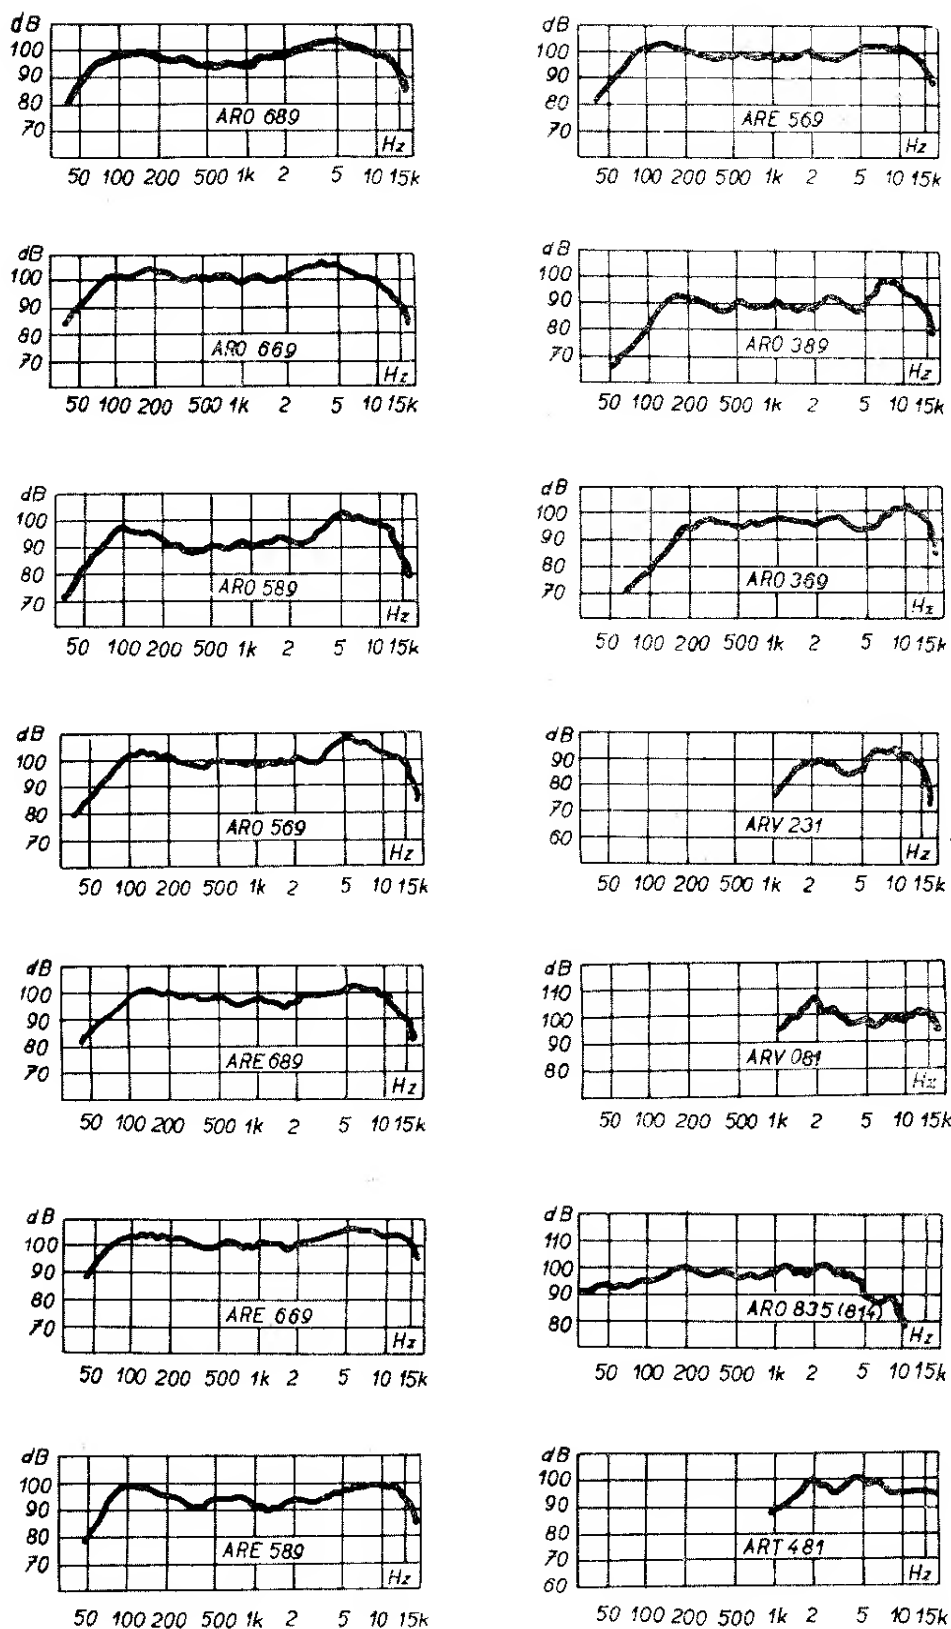 dB
100
90
80
70
ARO 689
Hz
50 100 200 500 1k 2 5 10 15k
dB
100
90
80
70
ARE 569
Hz
50 100 200 500 1k 2 5 10 15k
dB
100
90
80
70
ARO 669
Hz
50 100 200 500 1k 2 5 10 15k
dB
100
90
80
70
ARO 389
Hz
50 100 200 500 1k 2 5 10 15k
dB
100
90
80
70
ARO 589
Hz
50 100 200 500 1k 2 5 10 15k
dB
100
90
80
70
ARO 369
Hz
50 100 200 500 1k 2 5 10 15k
dB
100
90
80
70
ARO 569
Hz
50 100 200 500 1k 2 5 10 15k
dB
90
80
70
60
ARV 231
Hz
50 100 200 500 1k 2 5 10 15k
dB
100
90
80
70
ARE 689
Hz
50 100 200 500 1k 2 5 10 15k
dB
110
100
90
80
ARV 081
Hz
50 100 200 500 1k 2 5 10 15k
dB
100
90
80
70
ARE 669
Hz
50 100 200 500 1k 2 5 10 15k
dB
110
100
90
80
ARO 835 (814)
Hz
50 100 200 500 1k 2 5 10 15k
dB
100
90
80
70
ARE 589
Hz
50 100 200 500 1k 2 5 10 15k
dB
100
90
80
70
60
ART 481
Hz
50 100 200 500 1k 2 5 10 15k